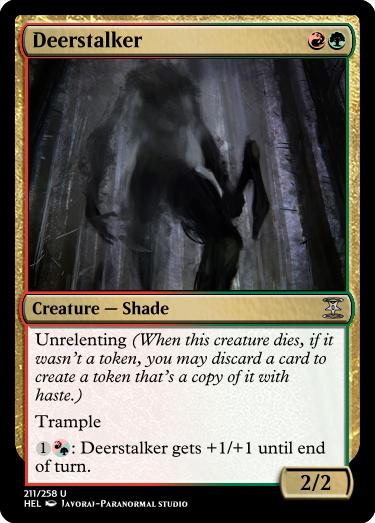 Deerstalker
Creature — Shade
Unrelenting (When this creature dies, if it
wasn't a token, you may discard a card to
create a token that's a copy of it with
haste.)
Trample
1: Deerstalker gets +1/+1 until end
of turn.
2/2
211/258 U
HEL Javoraj-Paranormal studio